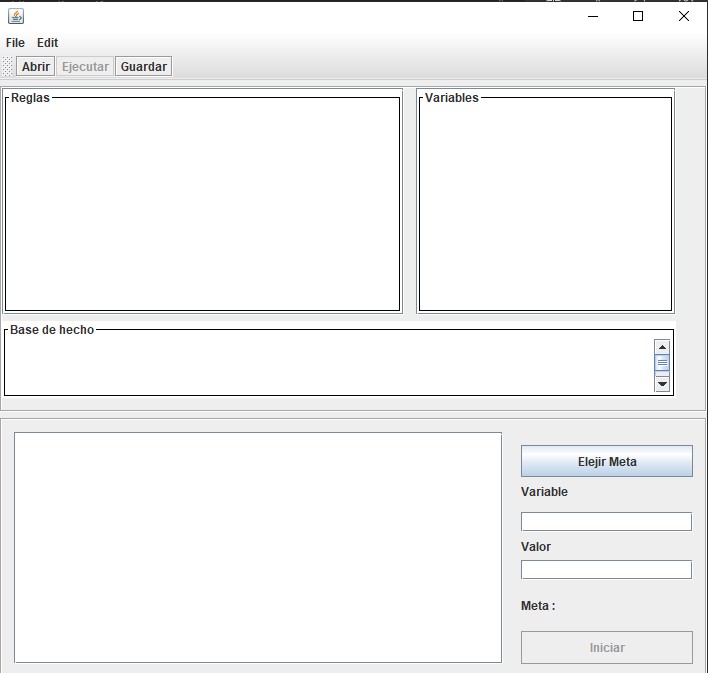 File Edit
Abrir Ejecutar Guardar
Reglas
Variables
Base de hecho
Elejir Meta
Variable
Valor
Meta :
Iniciar